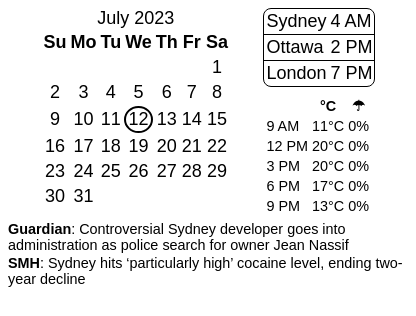 July 2023
Su Mo Tu We Th Fr Sa
1
2 3 4 5 6 7 8
9 10 11 12 13 14 15
16 17 18 19 20 21 22
23 24 25 26 27 28 29
30 31
Sydney 4 AM
Ottawa 2 PM
London 7 PM
°C ☂
9 AM 11°C 0%
12 PM 20°C 0%
3 PM 20°C 0%
6 PM 17°C 0%
9 PM 13°C 0%
Guardian: Controversial Sydney developer goes into
administration as police search for owner Jean Nassif
SMH: Sydney hits ‘particularly high’ cocaine level, ending two-
year decline